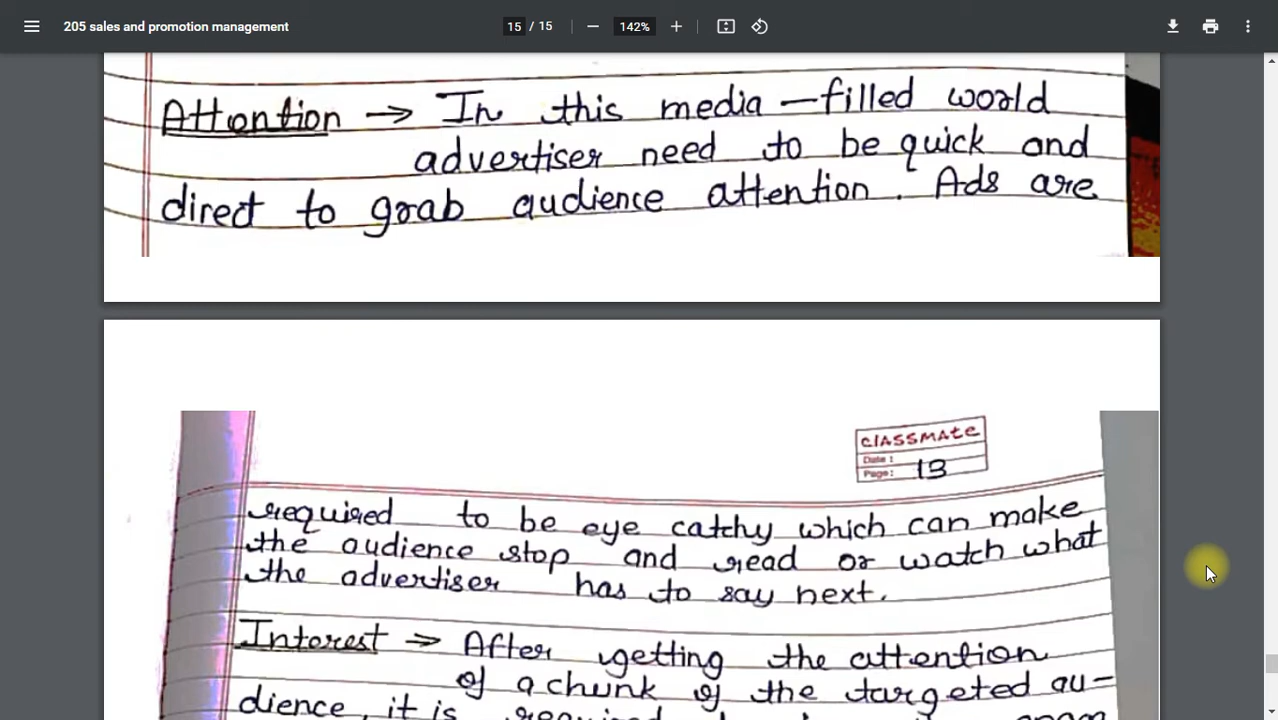 205 sales and promotion management
15 / 15
142%
Attention → In this media - filled world
advertiser need to be quick and
direct to grab audience attention. Ads are
CLASSMATE
Date :
Page: 13
required to be eye catchy which can make
the audience stop and read or watch what
the advertiser has to say next.
Interest → After getting the attention
of a chunk of the targeted au-
dience, it is required